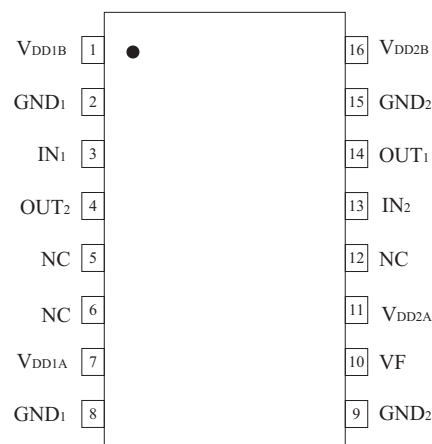 VDD1B 1 16 VDD2B
GND1 2 15 GND2
IN1 3 14 OUT1
OUT2 4 13 IN2
NC 5 12 NC
NC 6 11 VDD2A
VDD1A 7 10 VF
GND1 8 9 GND2